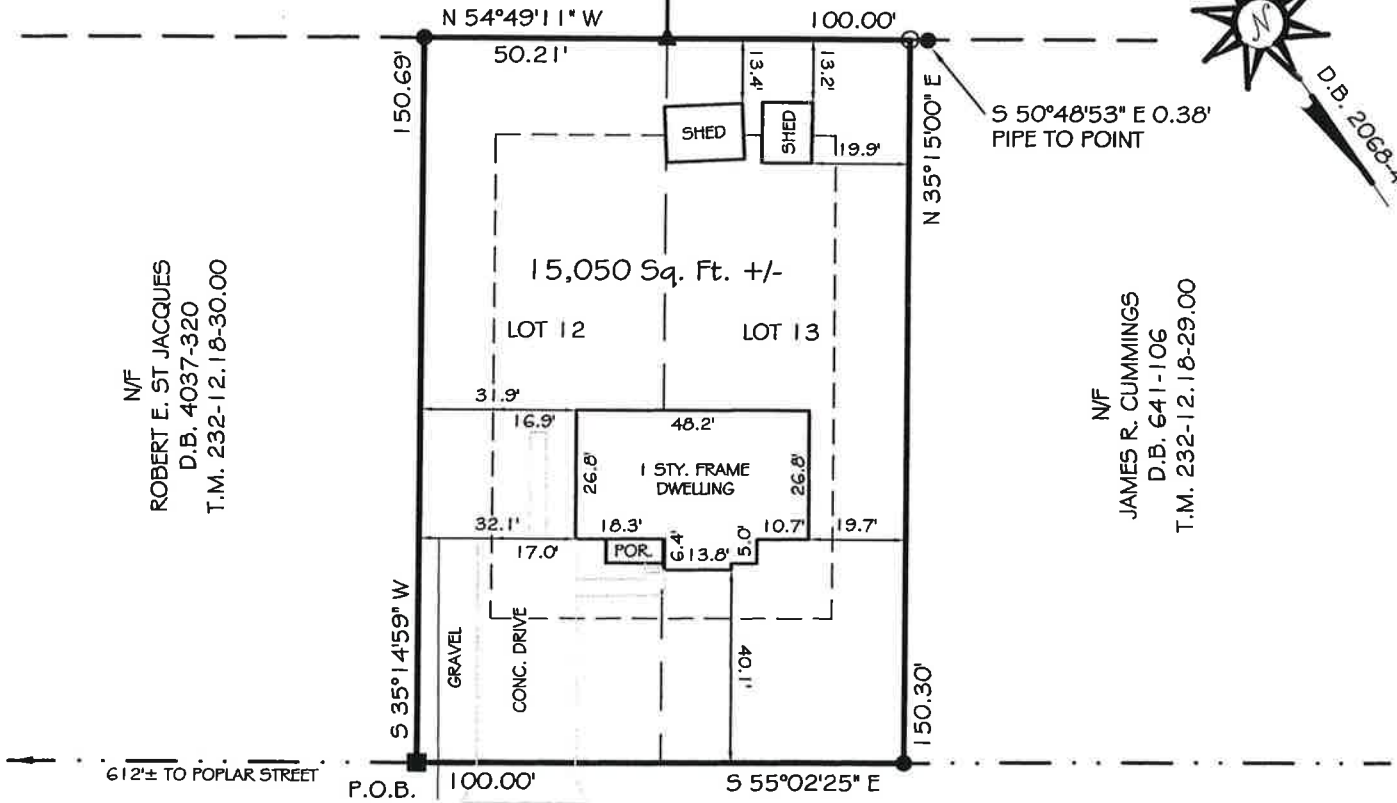 N 54°49'11" W
100.00'
50.21'
150.69'
13.4'
13.2'
SHED
SHED
19.9'
N 35°15'00" E
S 50°48'53" E 0.38'
PIPE TO POINT
N
D.B. 2068-
15,050 Sq. Ft. +/-
LOT 12
LOT 13
N/F
ROBERT E. ST JACQUES
D.B. 4037-320
T.M. 232-12.18-30.00
N/F
JAMES R. CUMMINGS
D.B. 641-106
T.M. 232-12.18-29.00
31.9'
16.9'
48.2'
26.8'
1 STY. FRAME
DWELLING
26.8'
32.1'
17.0'
18.3'
POR.
6.4'
13.8'
5.0'
10.7'
19.7'
S 35°14'59" W
GRAVEL
CONC. DRIVE
40.1'
150.30'
612'± TO POPLAR STREET
P.O.B.
100.00'
S 55°02'25" E